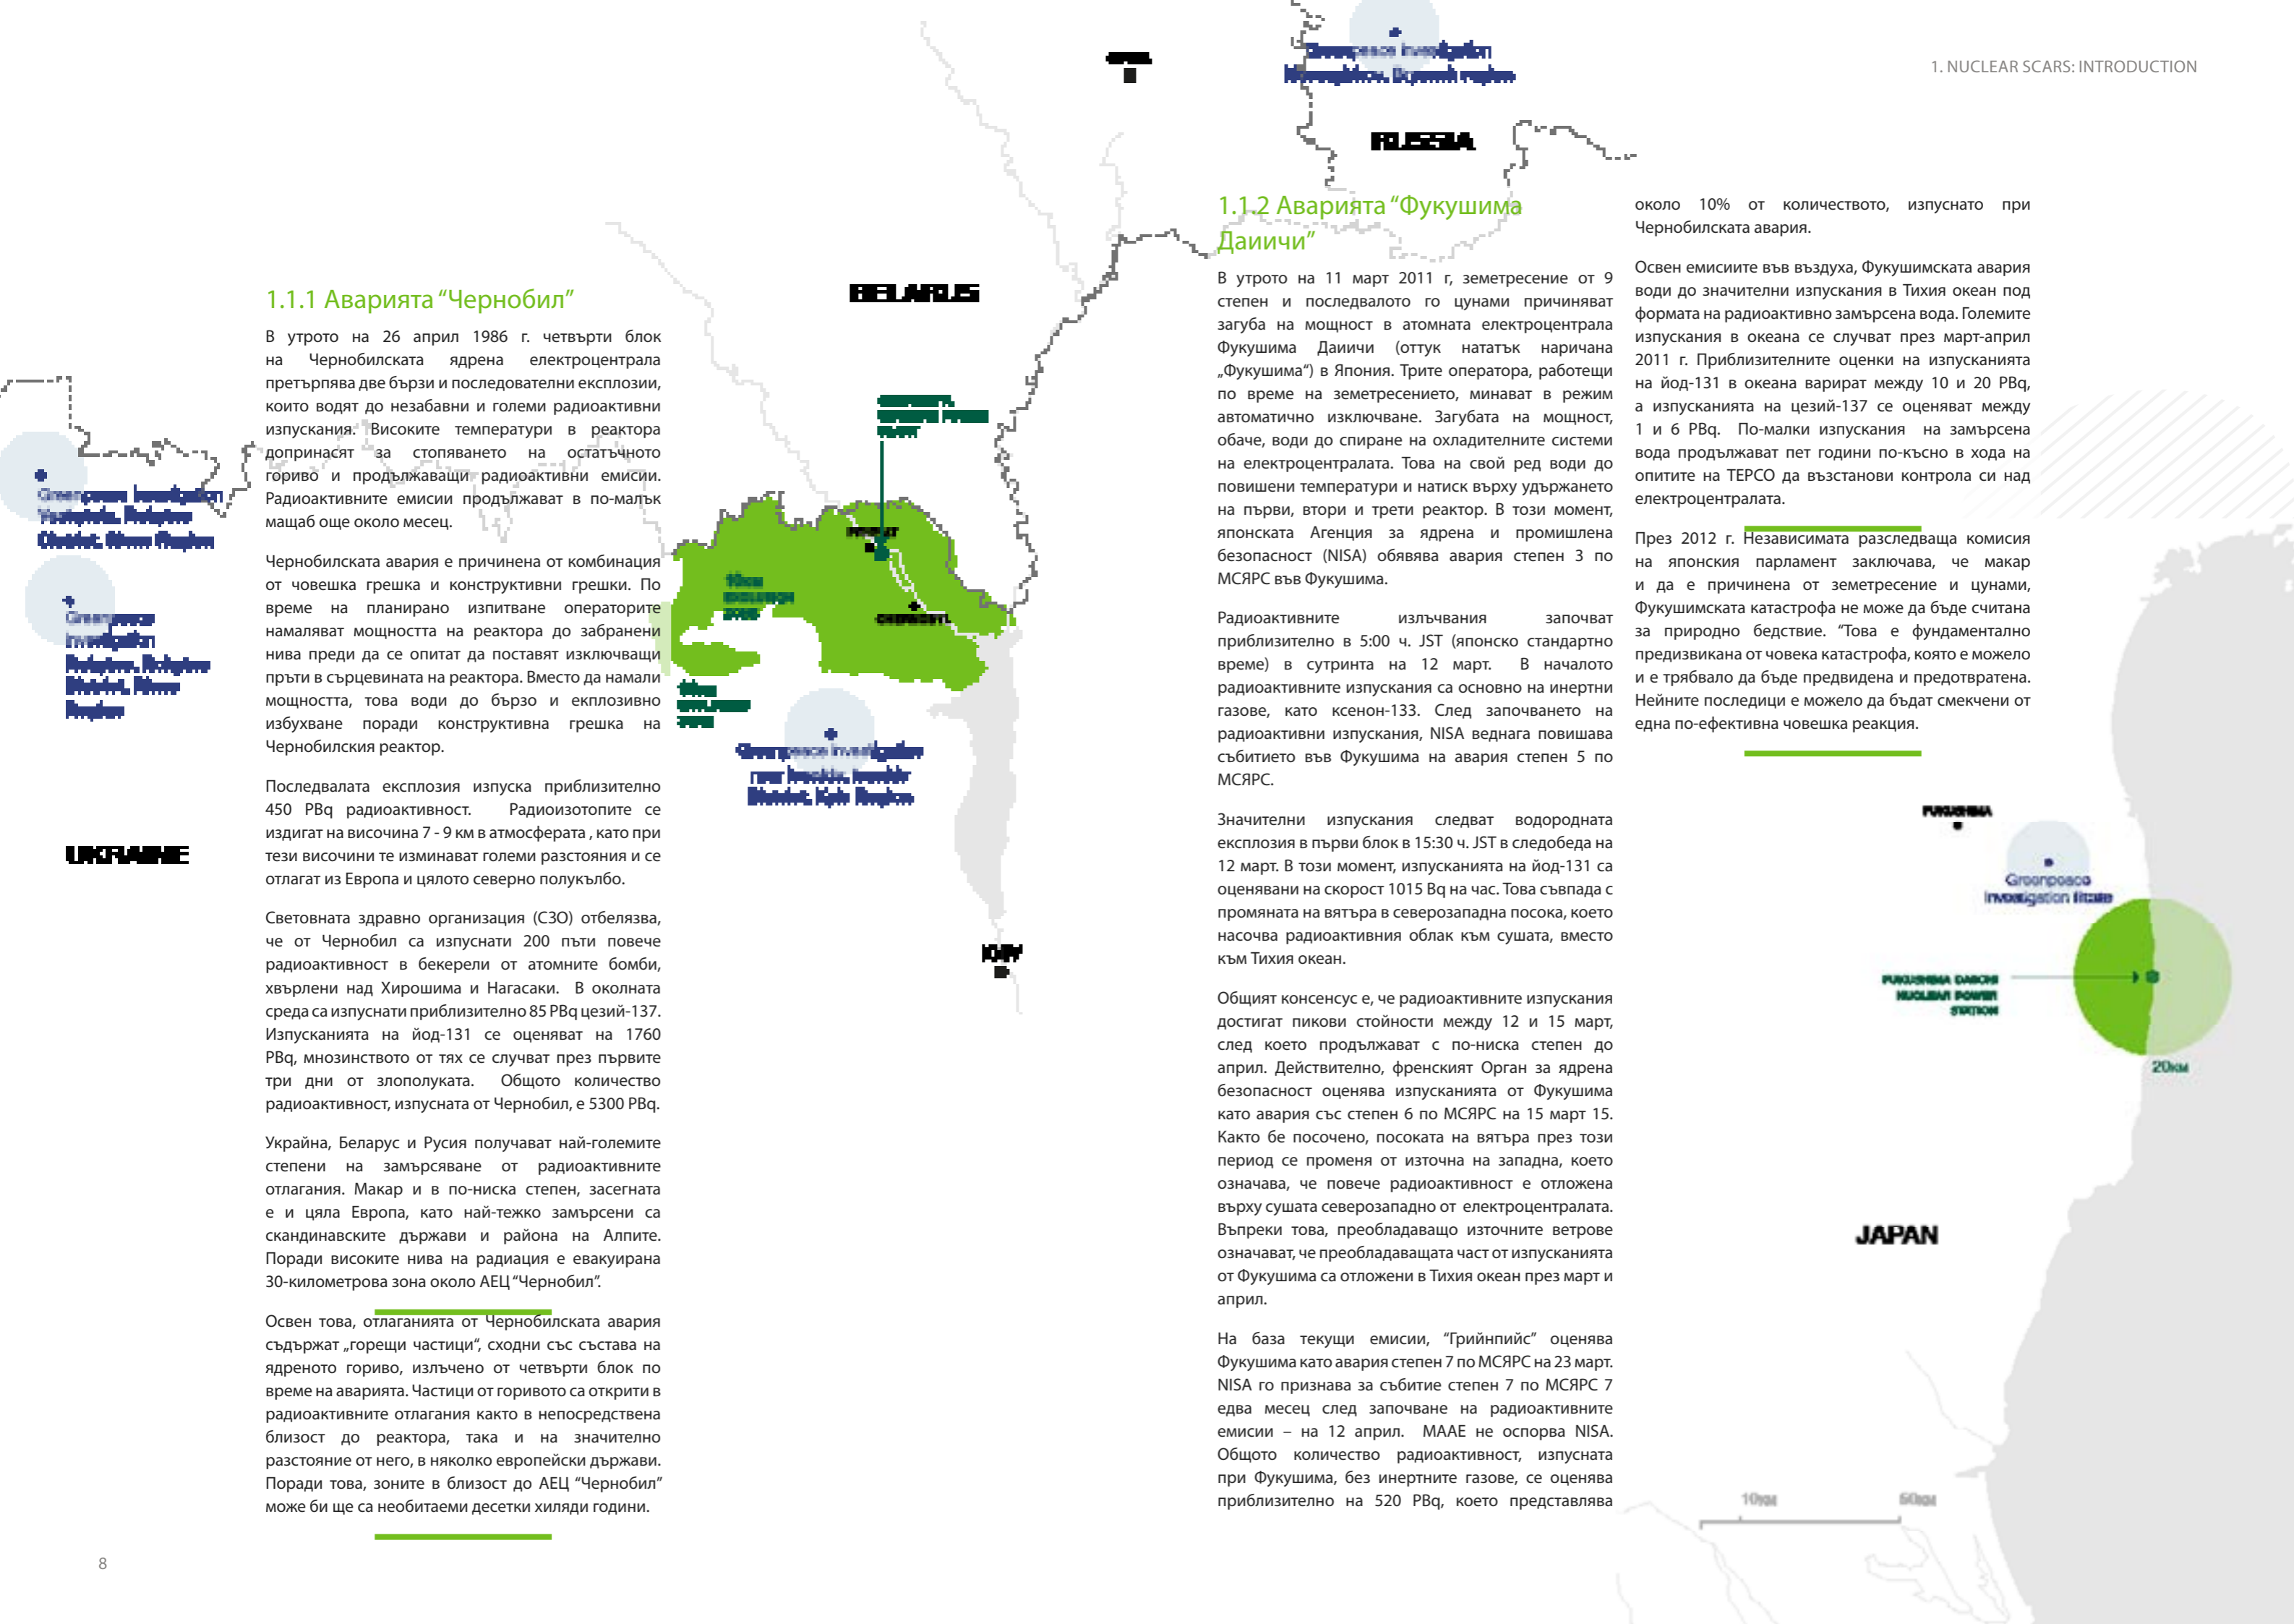 1. NUCLEAR SCARS: INTRODUCTION
RUSSIA
BELARUS
UKRAINE
1.1.1 Аварията “Чернобил”
В утрото на 26 април 1986 г. четвърти блок
на Чернобилската ядрена електроцентрала
претърпява две бързи и последователни експлозии,
които водят до незабавни и големи радиоактивни
изпускания. Високите температури в реактора
допринасят за стопяването на остатъчното
гориво и продължаващи радиоактивни емисии.
Радиоактивните емисии продължават в по-малък
мащаб още около месец.
Чернобилската авария е причинена от комбинация
от човешка грешка и конструктивни грешки. По
време на планирано изпитване операторите
намаляват мощността на реактора до забранени
нива преди да се опитат да поставят изключващи
пръти в сърцевината на реактора. Вместо да намали
мощността, това води до бързо и експлозивно
избухване поради конструктивна грешка на
Чернобилския реактор.
Последвалата експлозия изпуска приблизително
450 PBq радиоактивност. Радиоизотопите се
издигат на височина 7 - 9 км в атмосферата , като при
тези височини те изминават големи разстояния и се
отлагат из Европа и цялото северно полукълбо.
Световната здравно организация (СЗО) отбелязва,
че от Чернобил са изпуснати 200 пъти повече
радиоактивност в бекерели от атомните бомби,
хвърлени над Хирошима и Нагасаки. В околната
среда са изпуснати приблизително 85 PBq цезий-137.
Изпусканията на йод-131 се оценяват на 1760
PBq, мнозинството от тях се случват през първите
три дни от злополуката. Общото количество
радиоактивност, изпусната от Чернобил, е 5300 PBq.
Украйна, Беларус и Русия получават най-големите
степени на замърсяване от радиоактивните
отлагания. Макар и в по-ниска степен, засегната
е и цяла Европа, като най-тежко замърсени са
скандинавските държави и района на Алпите.
Поради високите нива на радиация е евакуирана
30-километрова зона около АЕЦ “Чернобил”.
Освен това, отлаганията от Чернобилската авария
съдържат „горещи частици“, сходни със състава на
ядреното гориво, излъчено от четвърти блок по
време на аварията. Частици от горивото са открити в
радиоактивните отлагания както в непосредствена
близост до реактора, така и на значително
разстояние от него, в няколко европейски държави.
Поради това, зоните в близост до АЕЦ “Чернобил”
може би ще са необитаеми десетки хиляди години.
1.1.2 Аварията “Фукушима
Даиичи”
В утрото на 11 март 2011 г, земетресение от 9
степен и последвалото го цунами причиняват
загуба на мощност в атомната електроцентрала
Фукушима Даиичи (оттук нататък наричана
„Фукушима“) в Япония. Трите оператора, работещи
по време на земетресението, минават в режим
автоматично изключване. Загубата на мощност,
обаче, води до спиране на охладителните системи
на електроцентралата. Това на свой ред води до
повишени температури и натиск върху удържането
на първи, втори и трети реактор. В този момент,
японската Агенция за ядрена и промишлена
безопасност (NISA) обявява авария степен 3 по
МСЯРС във Фукушима.
Радиоактивните излъчвания започват
приблизително в 5:00 ч. JST (японско стандартно
време) в сутринта на 12 март. В началото
радиоактивните изпускания са основно на инертни
газове, като ксенон-133. След започването на
радиоактивни изпускания, NISA веднага повишава
събитието във Фукушима на авария степен 5 по
МСЯРС.
Значителни изпускания следват водородната
експлозия в първи блок в 15:30 ч. JST в следобеда на
12 март. В този момент, изпусканията на йод-131 са
оценявани на скорост 1015 Bq на час. Това съвпада с
промяната на вятъра в северозападна посока, което
насочва радиоактивния облак към сушата, вместо
към Тихия океан.
Общият консенсус е, че радиоактивните изпускания
достигат пикови стойности между 12 и 15 март,
след което продължават с по-ниска степен до
април. Действително, френският Орган за ядрена
безопасност оценява изпусканията от Фукушима
като авария със степен 6 по МСЯРС на 15 март 15.
Както бе посочено, посоката на вятъра през този
период се променя от източна на западна, което
означава, че повече радиоактивност е отложена
върху сушата северозападно от електроцентралата.
Въпреки това, преобладаващо източните ветрове
означават, че преобладаващата част от изпусканията
от Фукушима са отложени в Тихия океан през март и
април.
На база текущи емисии, “Грийнпийс” оценява
Фукушима като авария степен 7 по МСЯРС на 23 март.
NISA го признава за събитие степен 7 по МСЯРС 7
едва месец след започване на радиоактивните
емисии – на 12 април. МААЕ не оспорва NISA.
Общото количество радиоактивност, изпусната
при Фукушима, без инертните газове, се оценява
приблизително на 520 PBq, което представлява
около 10% от количеството, изпуснато при
Чернобилската авария.
Освен емисиите във въздуха, Фукушимската авария
води до значителни изпускания в Тихия океан под
формата на радиоактивно замърсена вода. Големите
изпускания в океана се случват през март-април
2011 г. Приблизителните оценки на изпусканията
на йод-131 в океана варират между 10 и 20 PBq,
а изпусканията на цезий-137 се оценяват между
1 и 6 PBq. По-малки изпускания на замърсена
вода продължават пет години по-късно в хода на
опитите на ТЕРСО да възстанови контрола си над
електроцентралата.
През 2012 г. Независимата разследваща комисия
на японския парламент заключава, че макар
и да е причинена от земетресение и цунами,
Фукушимската катастрофа не може да бъде считана
за природно бедствие. “Това е фундаментално
предизвикана от човека катастрофа, която е можело
и е трябвало да бъде предвидена и предотвратена.
Нейните последици е можело да бъдат смекчени от
една по-ефективна човешка реакция.
FUKUSHIMA
Greenpeace
Investigation Iitate
FUKUSHIMA DAIICHI
NUCLEAR POWER
STATION
20км
JAPAN
8